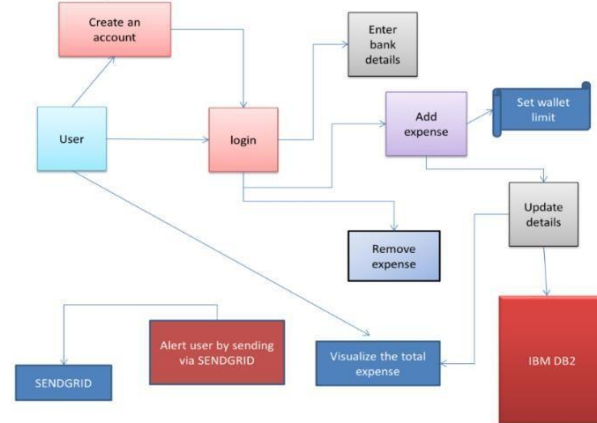 Create an
account
Enter
bank
details
User
login
Add
expense
Set wallet
limit
Update
details
Remove
expense
Alert user by sending
via SENDGRID
SENDGRID
Visualize the total
expense
IBM DB2